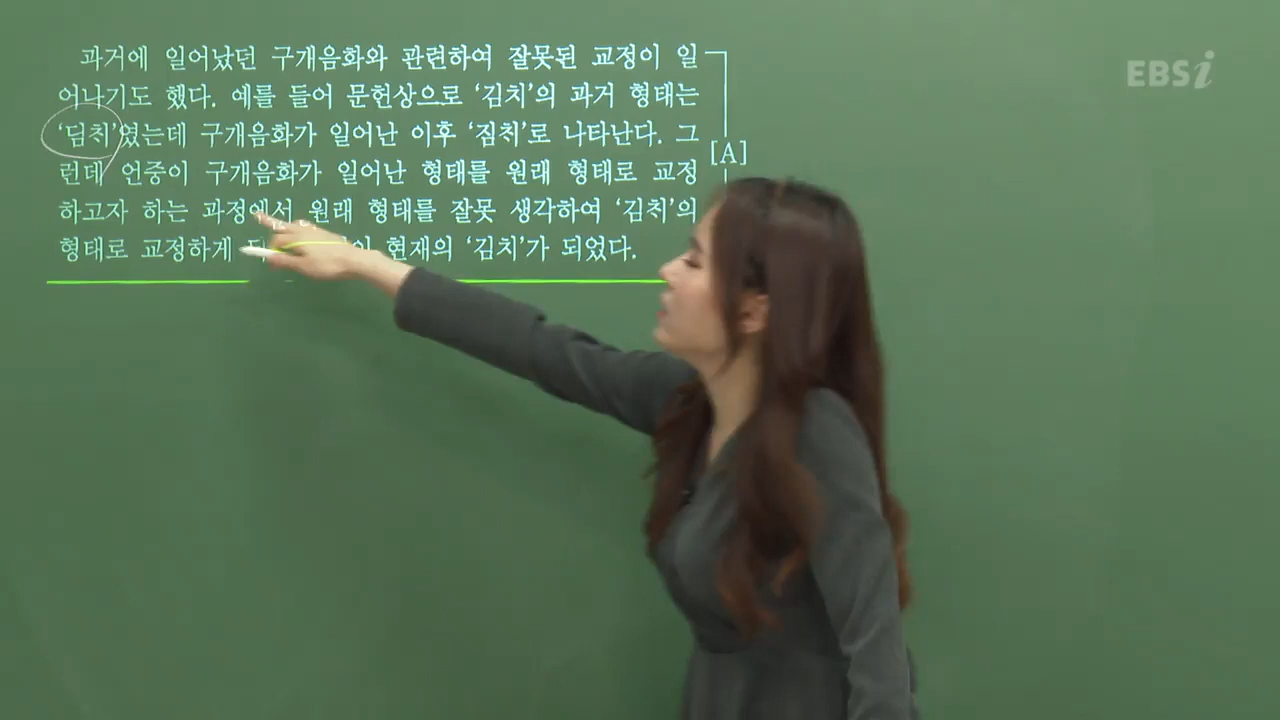 과거에 일어났던 구개음화와 관련하여 잘못된 교정이 일
어나기도 했다. 예를 들어 문헌상으로 ‘김치’의 과거 형태는
‘딤ᄎᆡ’였는데 구개음화가 일어난 이후 ‘짐ᄎᆡ’로 나타난다. 그
런데 언중이 구개음화가 일어난 형태를 원래 형태로 교정
하고자 하는 과정에서 원래 형태를 잘못 생각하여 ‘김ᄎᆡ’의
형태로 교정하게 현재의 ‘김치’가 되었다.
[A]
EBSi